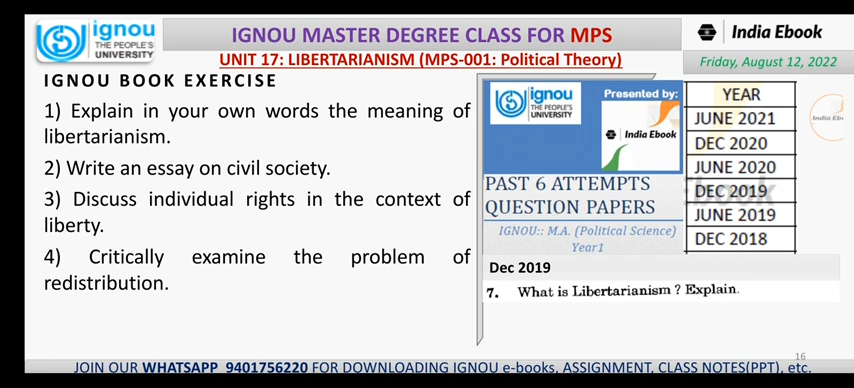 ignou
THE PEOPLE'S
UNIVERSITY
IGNOU MASTER DEGREE CLASS FOR MPS
India Ebook
UNIT 17: LIBERTARIANISM (MPS-001: Political Theory)
Friday, August 12, 2022
IGNOU BOOK EXERCISE
1) Explain in your own words the meaning of
libertarianism.
2) Write an essay on civil society.
3) Discuss individual rights in the context of
liberty.
4) Critically examine the problem of
redistribution.
ignou
THE PEOPLE'S
UNIVERSITY
Presented by:
India Ebook
PAST 6 ATTEMPTS
QUESTION PAPERS
IGNOU:: M.A. (Political Science)
Year1
YEAR
JUNE 2021
DEC 2020
JUNE 2020
DEC 2019
JUNE 2019
DEC 2018
Dec 2019
7. What is Libertarianism ? Explain.
16
JOIN OUR WHATSAPP 9401756220 FOR DOWNLOADING IGNOU e-books, ASSIGNMENT, CLASS NOTES(PPT), etc.